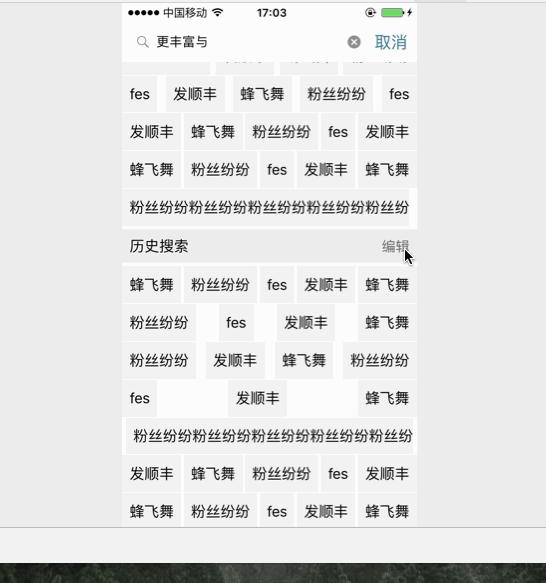 中国移动 17:03
更丰富与 取消
fes 发顺丰 蜂飞舞 粉丝纷纷 fes
发顺丰 蜂飞舞 粉丝纷纷 fes 发顺丰
蜂飞舞 粉丝纷纷 fes 发顺丰 蜂飞舞
粉丝纷纷粉丝纷纷粉丝纷纷粉丝纷纷粉丝纷
历史搜索 编辑
蜂飞舞 粉丝纷纷 fes 发顺丰 蜂飞舞
粉丝纷纷 fes 发顺丰 蜂飞舞
粉丝纷纷 发顺丰 蜂飞舞 粉丝纷纷
fes 发顺丰 蜂飞舞
粉丝纷纷粉丝纷纷粉丝纷纷粉丝纷纷粉丝纷
发顺丰 蜂飞舞 粉丝纷纷 fes 发顺丰
蜂飞舞 粉丝纷纷 fes 发顺丰 蜂飞舞